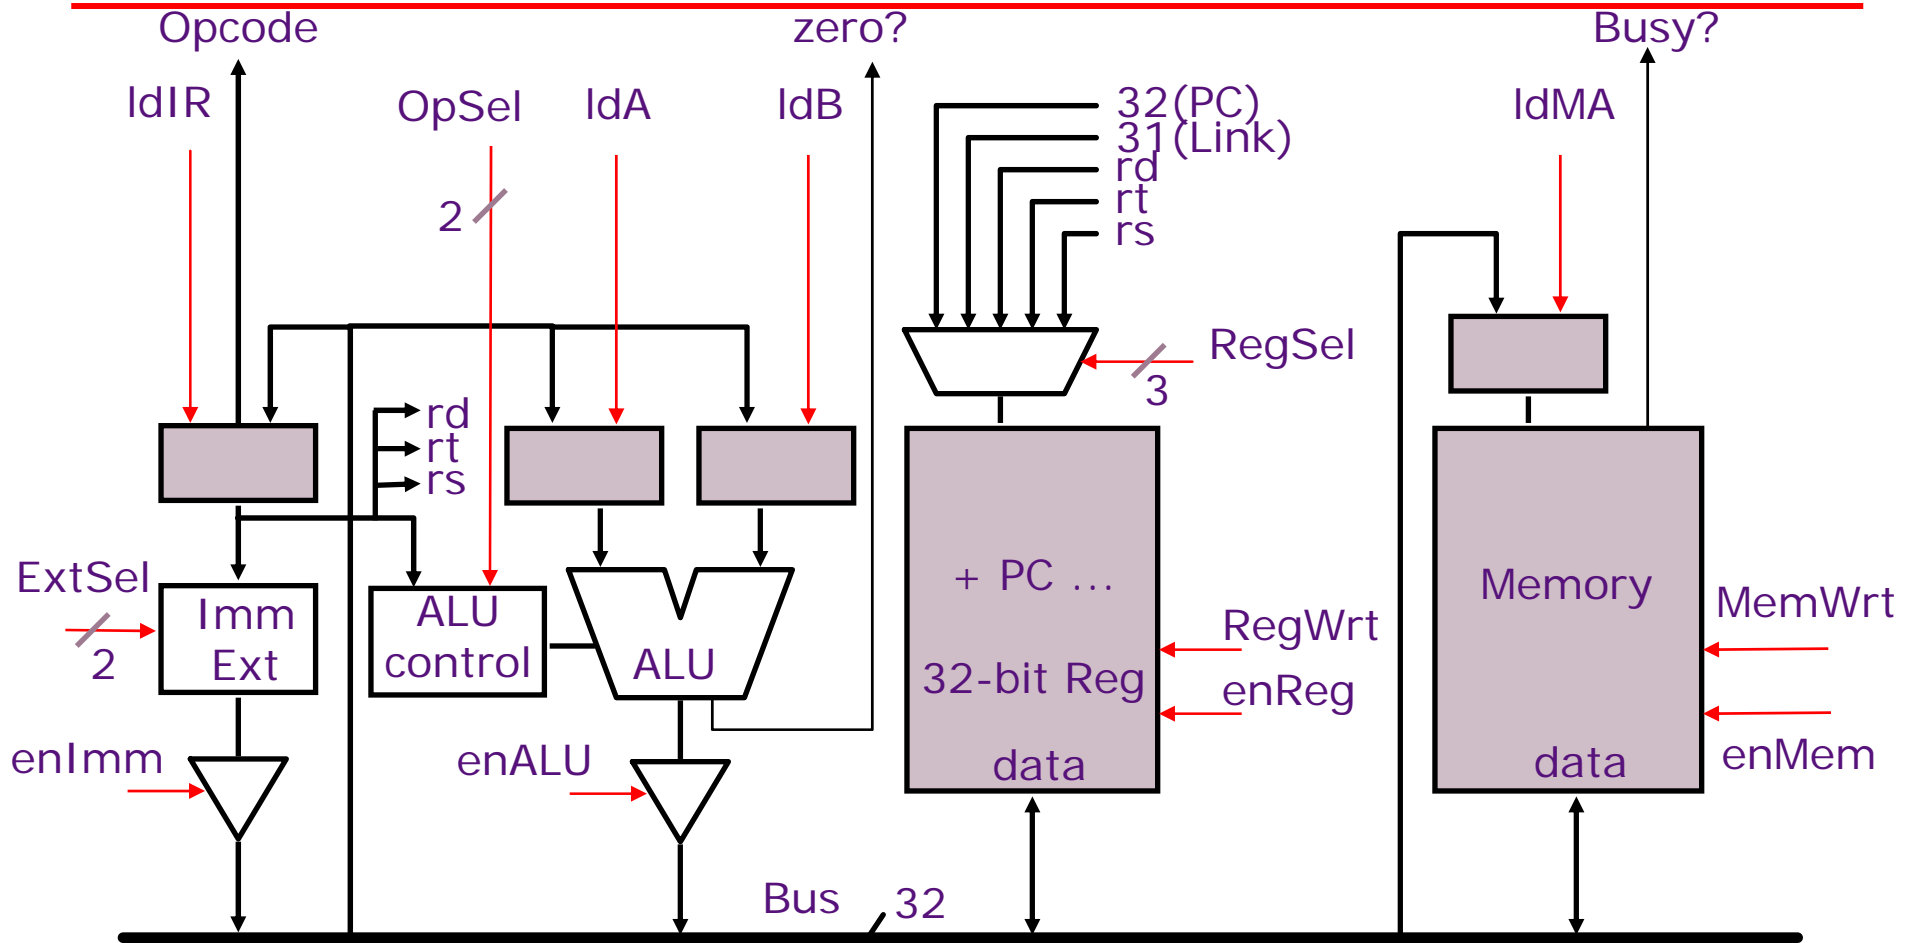 Opcode
zero?
Busy?
ldIR
OpSel
ldA
ldB
32(PC)
31(Link)
rd
rt
rs
ldMA
2
RegSel
3
rd
rt
rs
ExtSel
2
Imm
Ext
ALU
control
ALU
+ PC ...
32-bit Reg
data
RegWrt
enReg
Memory
data
MemWrt
enMem
enImm
enALU
Bus
32